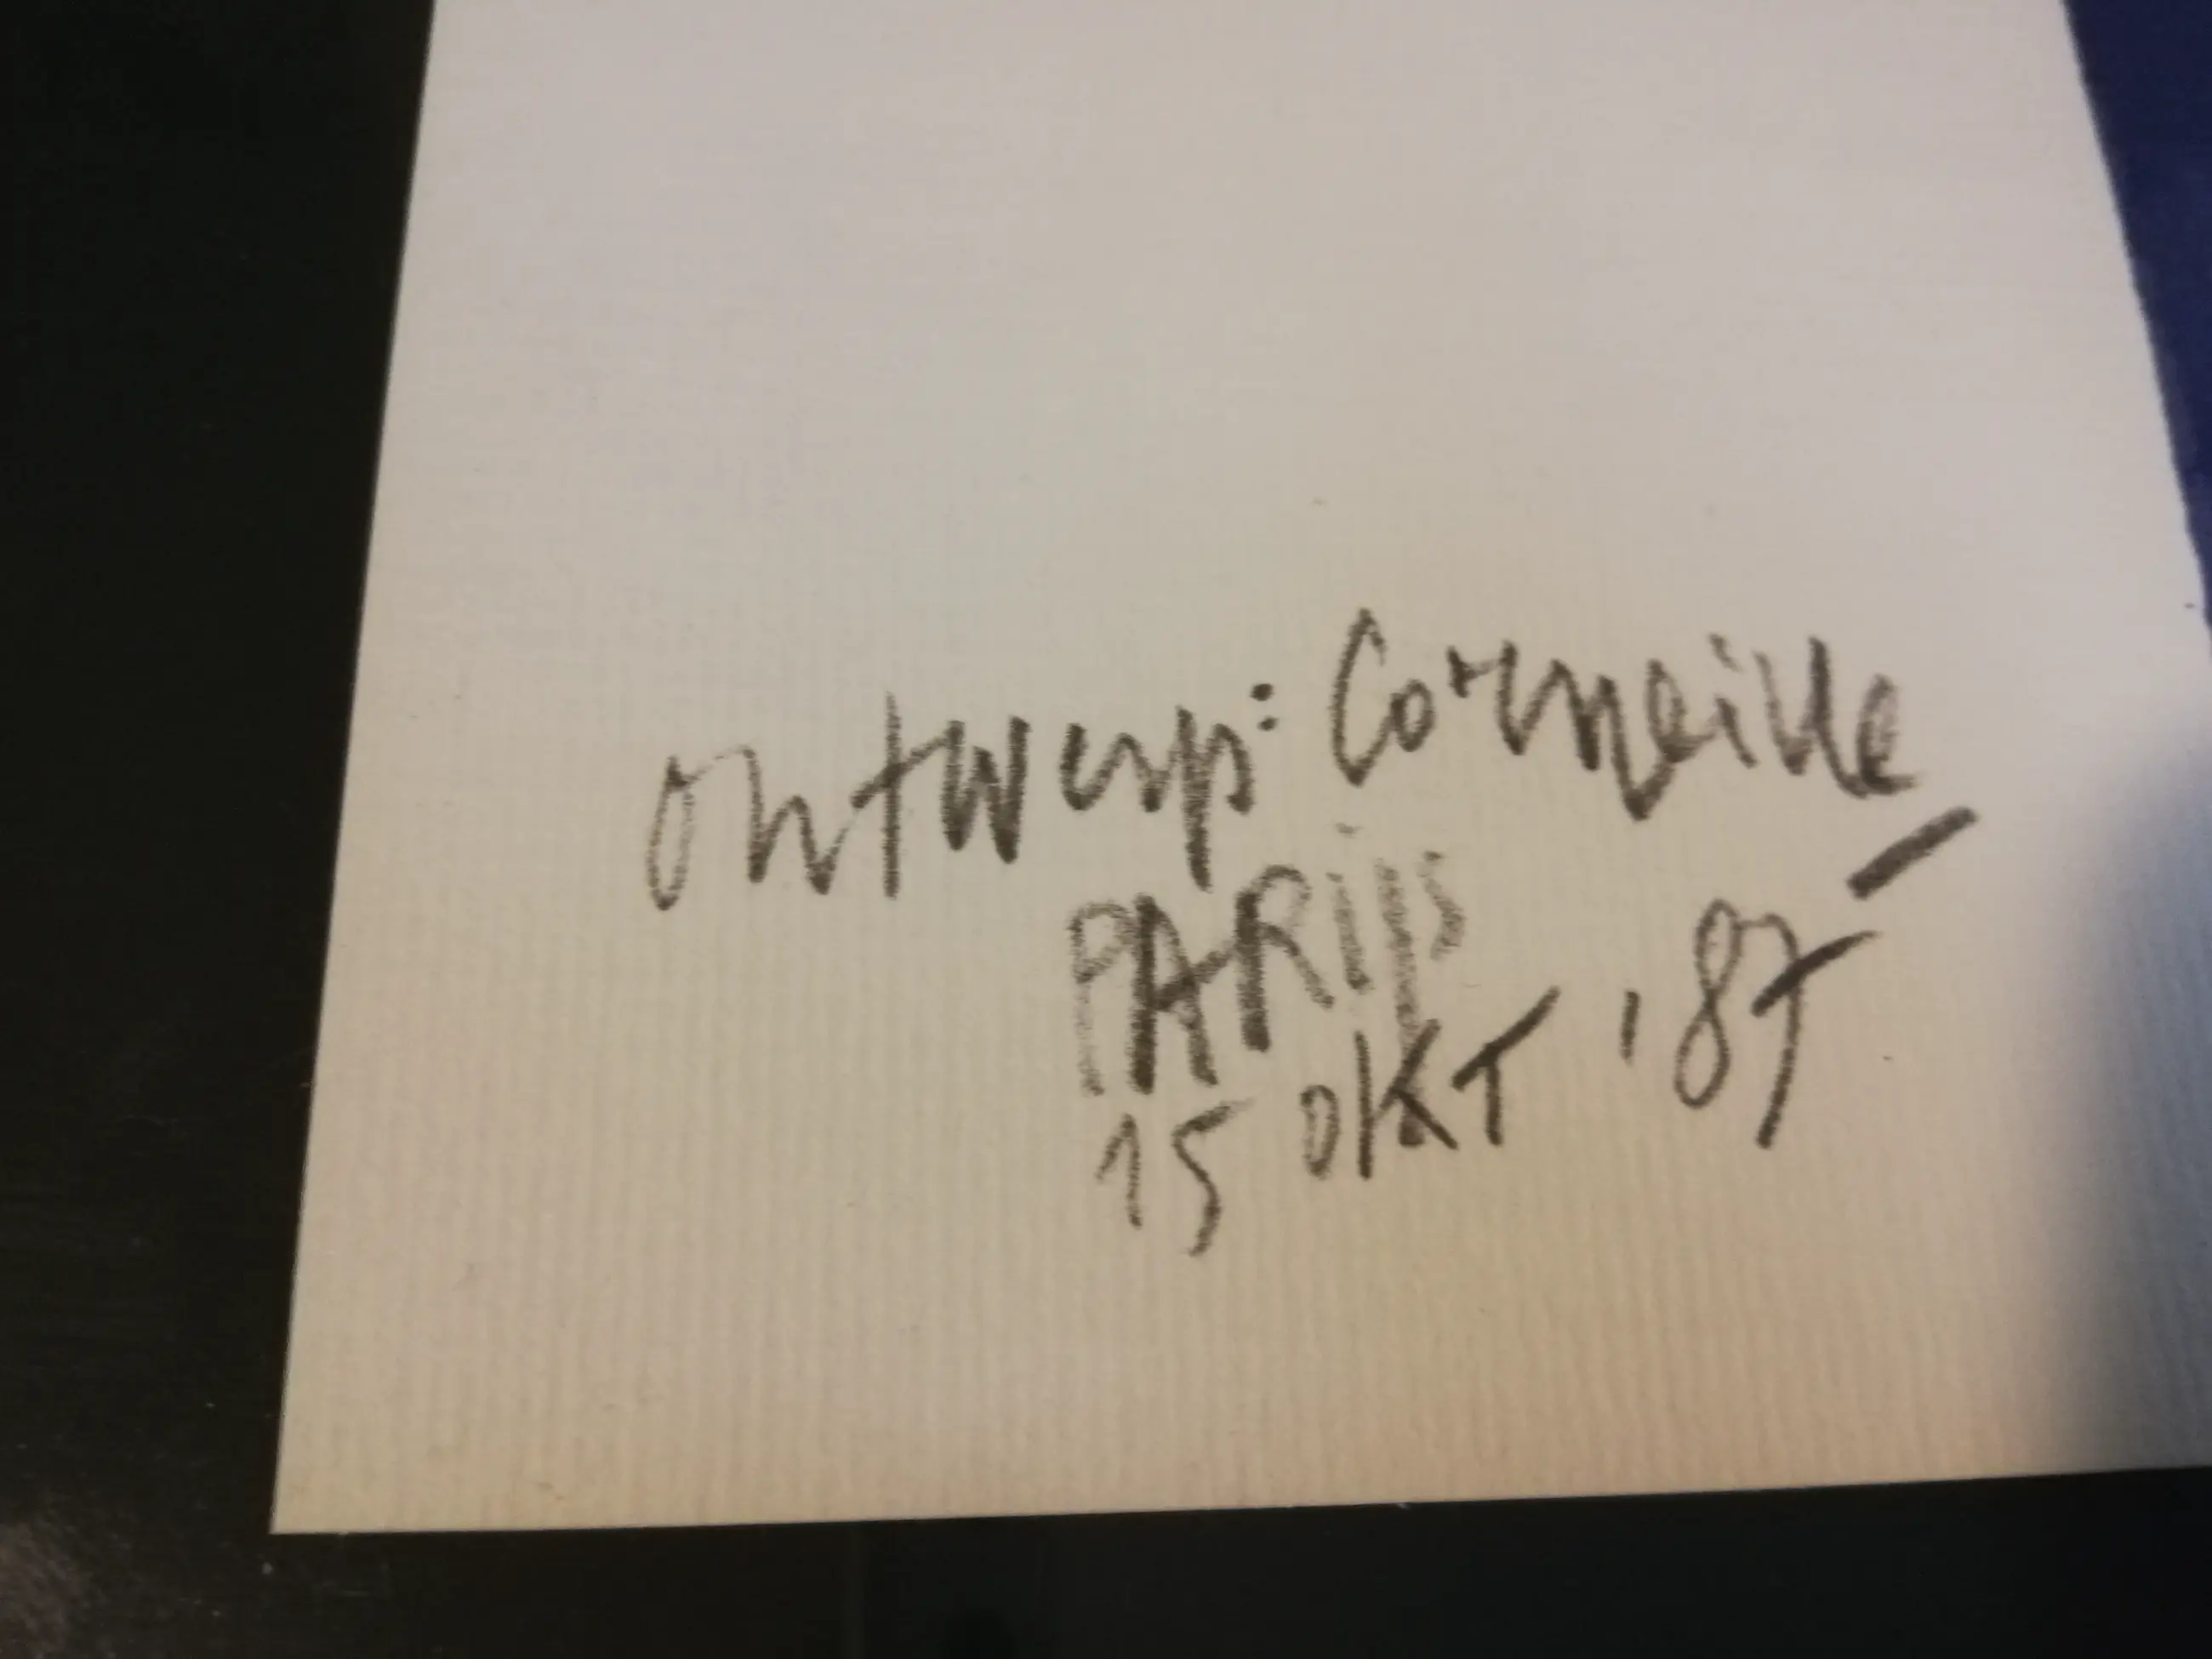 ontwerp: Corneille
PARijs
15 OKT '87